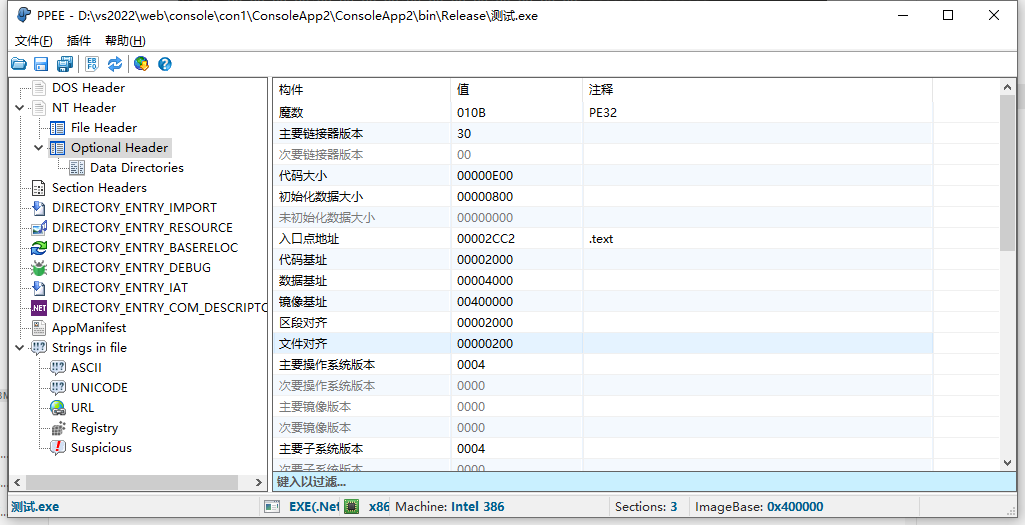 PPEE - D:\vs2022\web\console\con1\ConsoleApp2\ConsoleApp2\bin\Release\测试.exe
文件(F) 插件 帮助(H)
DOS Header
NT Header
File Header
Optional Header
Data Directories
Section Headers
DIRECTORY_ENTRY_IMPORT
DIRECTORY_ENTRY_RESOURCE
DIRECTORY_ENTRY_BASERELOC
DIRECTORY_ENTRY_DEBUG
DIRECTORY_ENTRY_IAT
.NET DIRECTORY_ENTRY_COM_DESCRIPTO
AppManifest
Strings in file
ASCII
UNICODE
URL
Registry
Suspicious
构件 值 注释
魔数 010B PE32
主要链接器版本 30
次要链接器版本 00
代码大小 00000E00
初始化数据大小 00000800
未初始化数据大小 00000000
入口点地址 00002CC2 .text
代码基址 00002000
数据基址 00004000
镜像基址 00400000
区段对齐 00002000
文件对齐 00000200
主要操作系统版本 0004
次要操作系统版本 0000
主要镜像版本 0000
次要镜像版本 0000
主要子系统版本 0004
次要子系统版本 0000
键入以过滤...
测试.exe EXE(.Net x86 Machine: Intel 386 Sections: 3 ImageBase: 0x400000